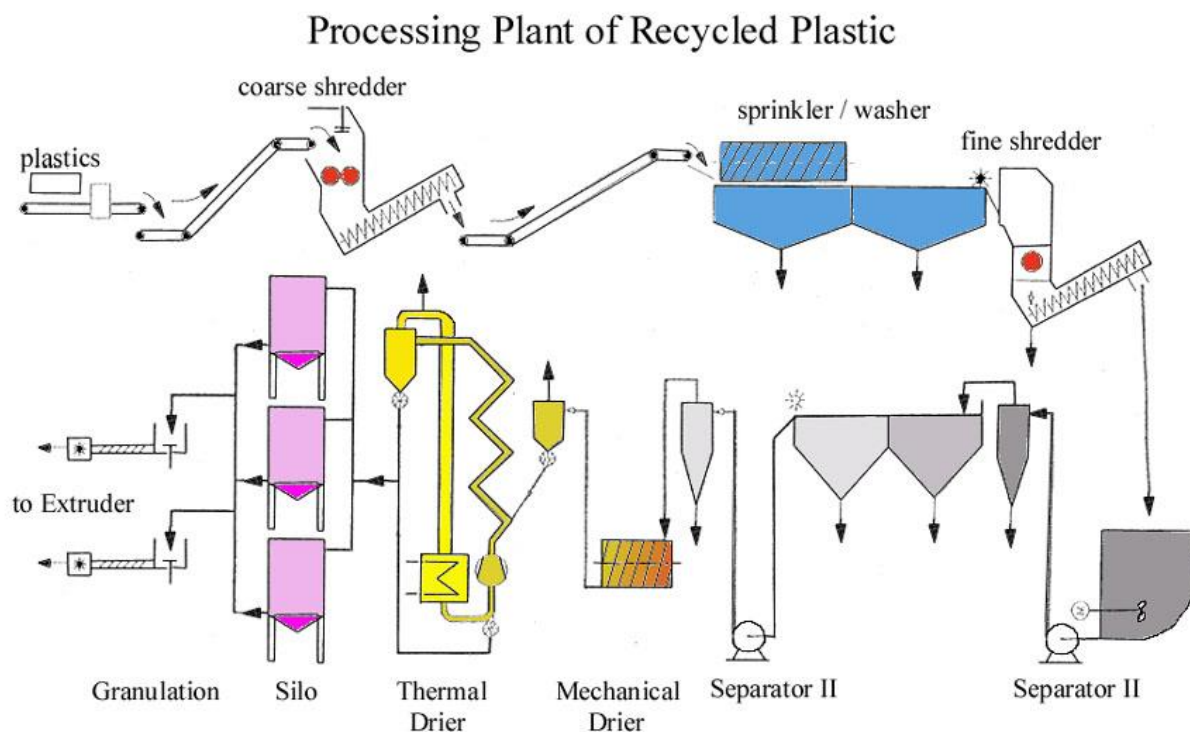 Processing Plant of Recycled Plastic
coarse shredder
sprinkler / washer
fine shredder
plastics
to Extruder
Granulation
Silo
Thermal
Drier
Mechanical
Drier
Separator II
Separator II